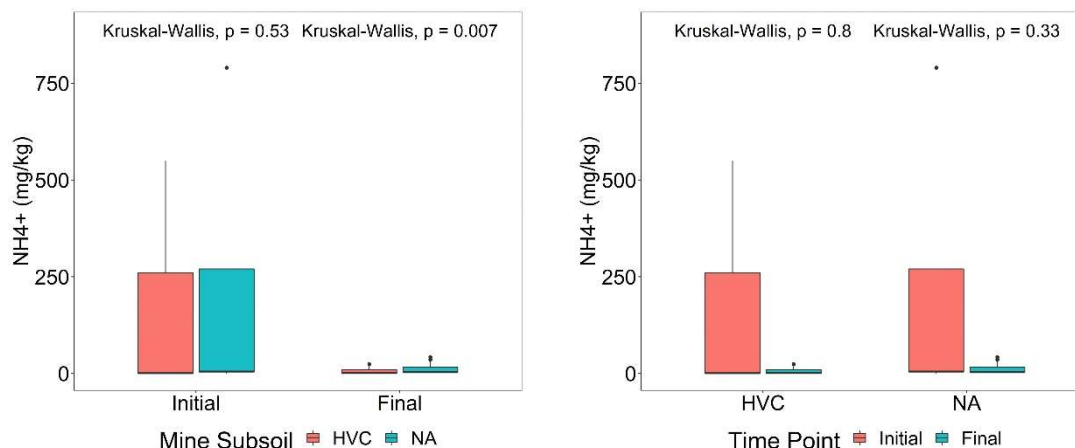 Kruskal-Wallis, p = 0.53 Kruskal-Wallis, p = 0.007
NH4+ (mg/kg)
750
500
250
0
Initial Final
Mine Subsoil HVC NA
Kruskal-Wallis, p = 0.8 Kruskal-Wallis, p = 0.33
NH4+ (mg/kg)
750
500
250
0
HVC NA
Time Point Initial Final